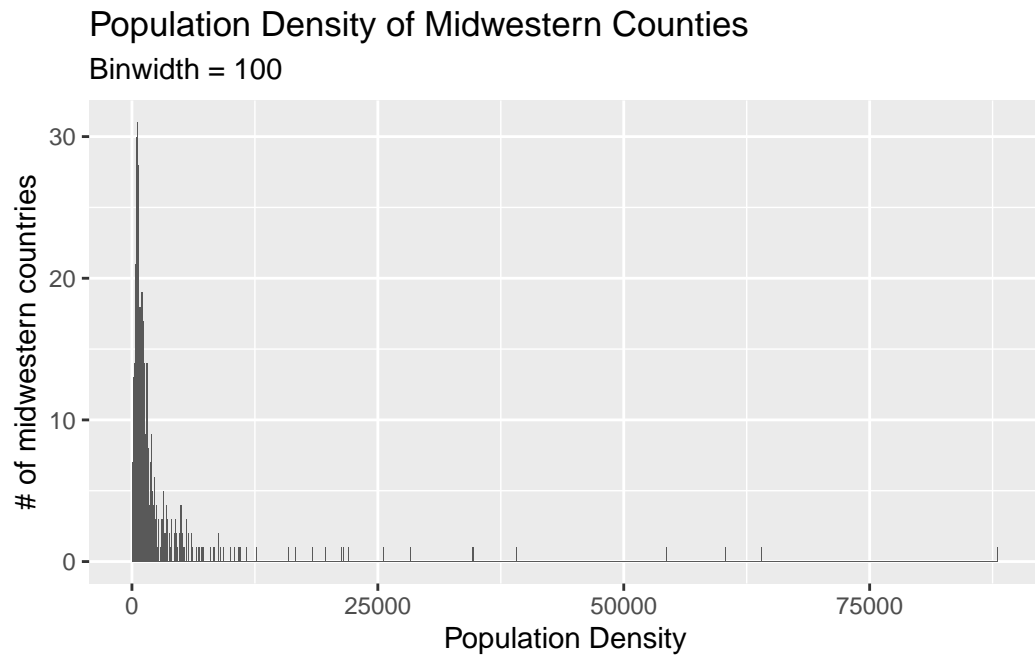 Population Density of Midwestern Counties
Binwidth = 100
# of midwestern countries
30
20
10
0
0 25000 50000 75000
Population Density